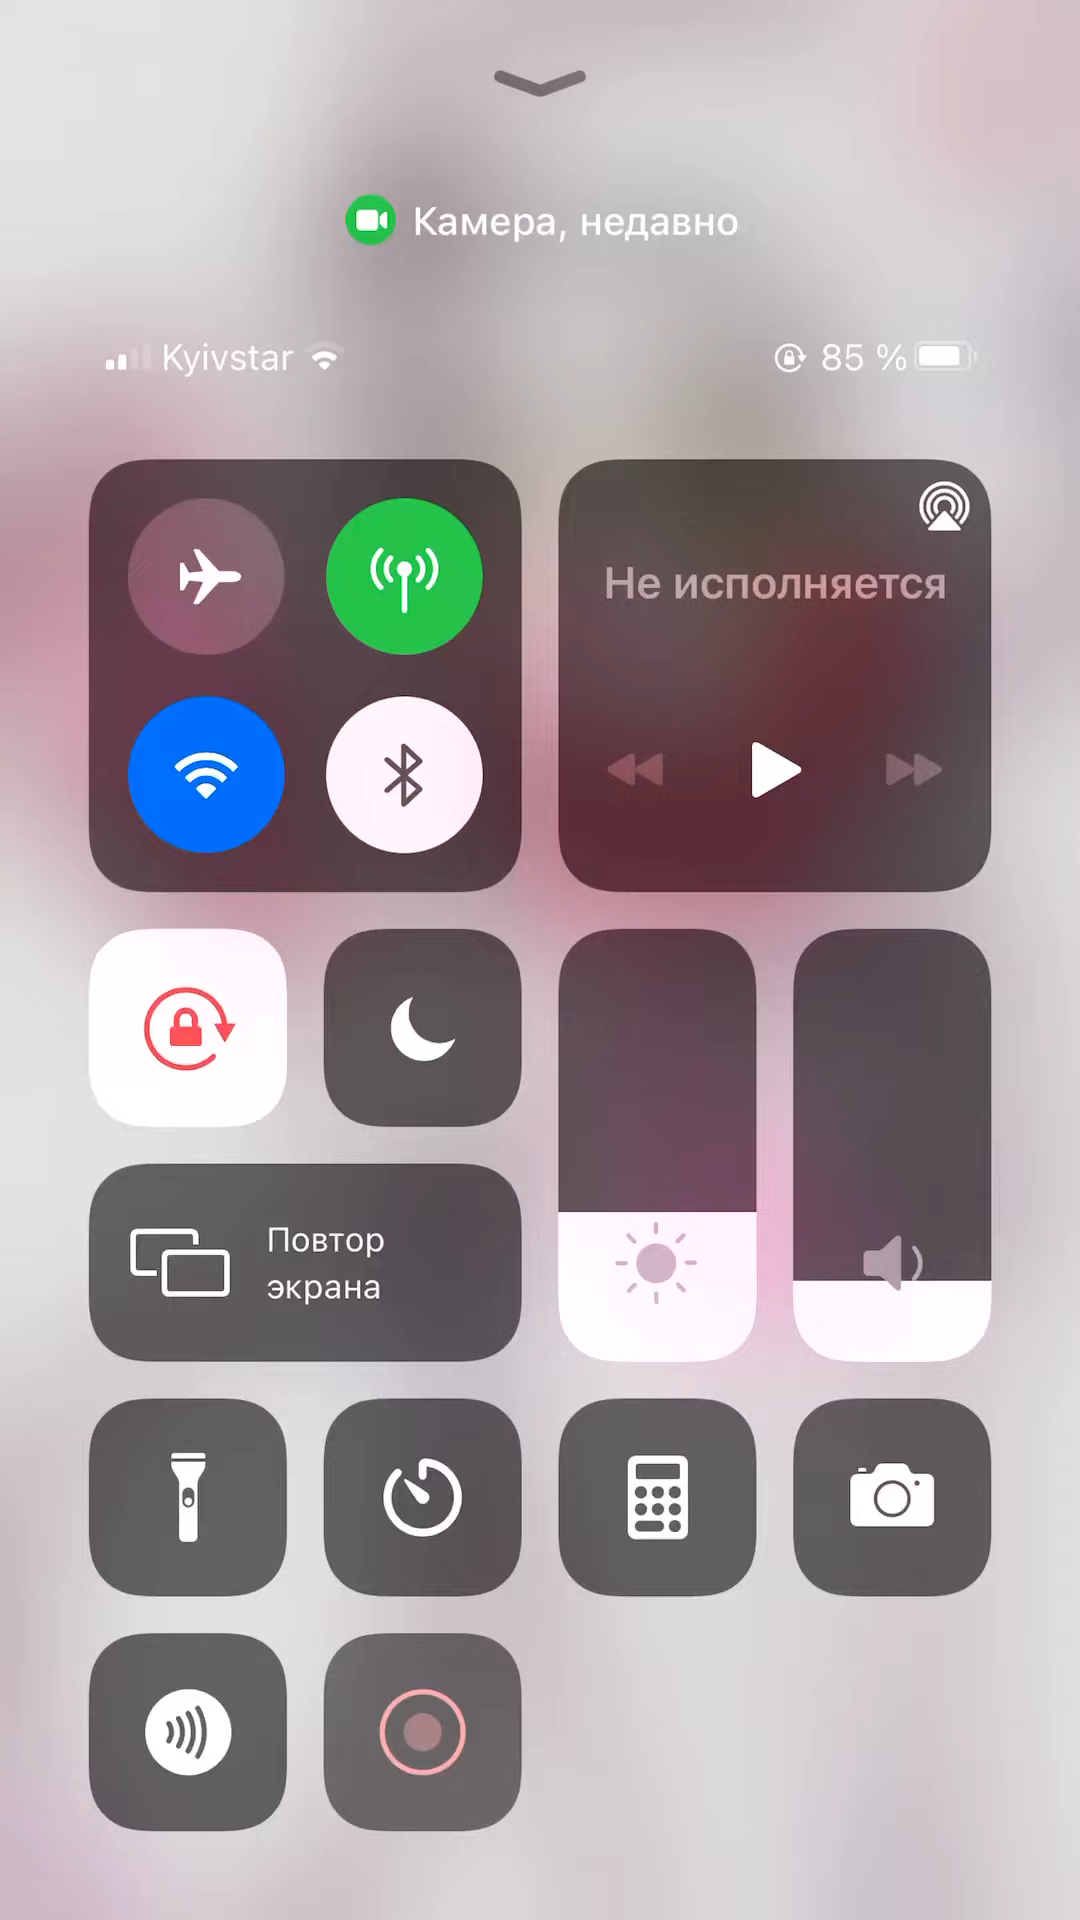 Камера, недавно
Kyivstar
85 %
Не исполняется
Повтор
экрана